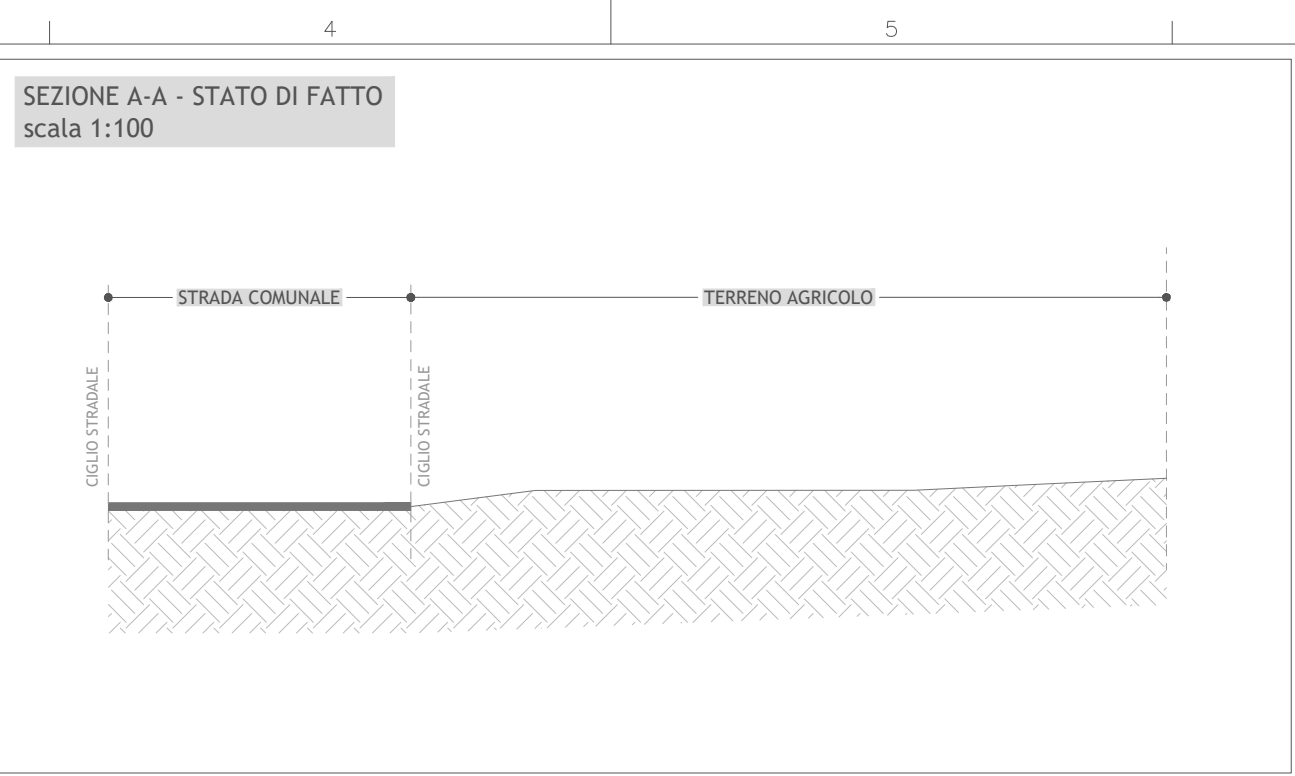 4
5
SEZIONE A-A - STATO DI FATTO
scala 1:100
STRADA COMUNALE
TERRENO AGRICOLO
CIGLIO STRADALE
CIGLIO STRADALE